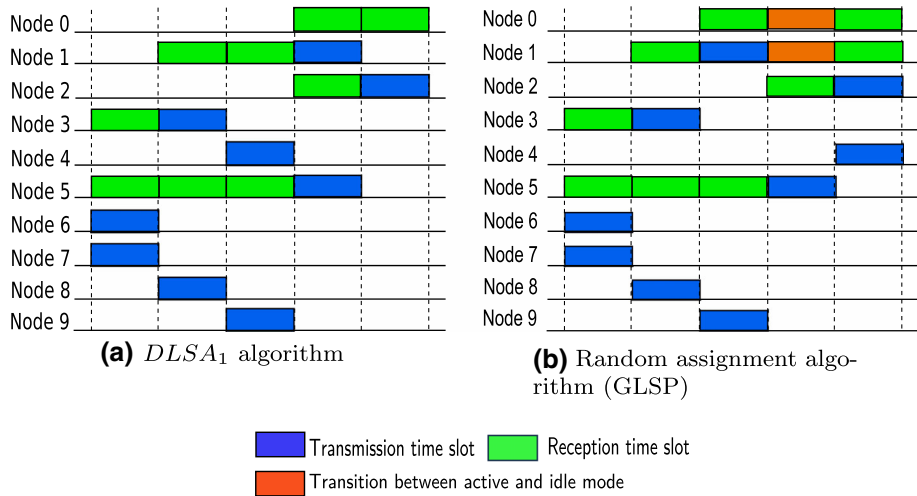 Node 0
Node 1
Node 2
Node 3
Node 4
Node 5
Node 6
Node 7
Node 8
Node 9
(a) DLSA₁ algorithm
Node 0
Node 1
Node 2
Node 3
Node 4
Node 5
Node 6
Node 7
Node 8
Node 9
(b) Random assignment algo-
rithm (GLSP)
Transmission time slot
Reception time slot
Transition between active and idle mode